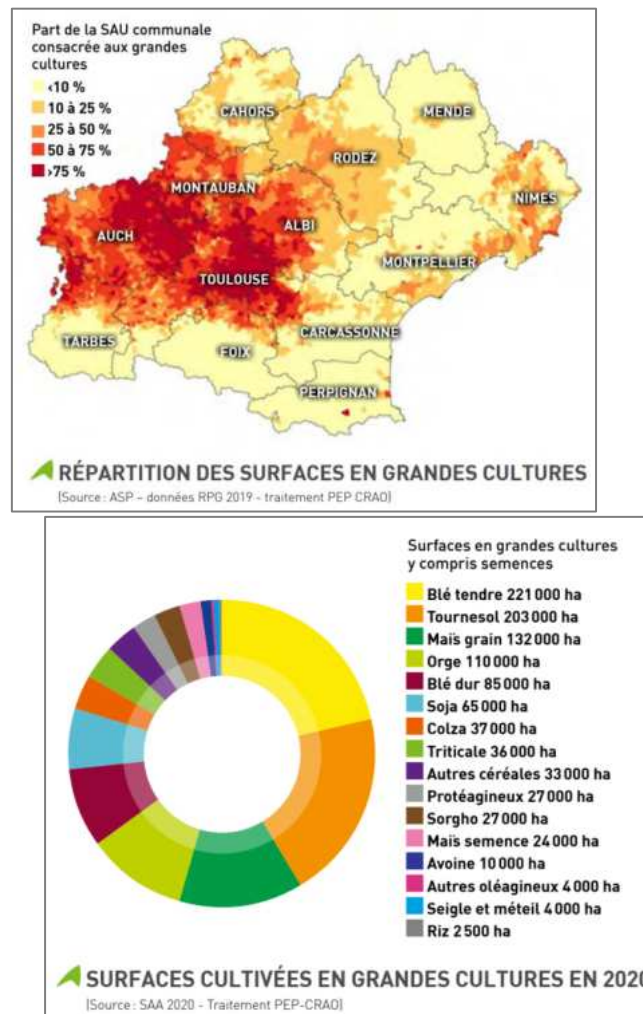 Part de la SAU communale
consacrée aux grandes
cultures
<10 %
10 à 25 %
25 à 50 %
50 à 75 %
>75 %
CAHORS
MENDE
RODEZ
MONTAUBAN
NIMES
ALBI
AUCH
MONTPELLIER
TOULOUSE
CARCASSONNE
TARBES
FOIX
PERPIGNAN
RÉPARTITION DES SURFACES EN GRANDES CULTURES
(Source : ASP – données RPG 2019 - traitement PEP CRAO)
Surfaces en grandes cultures
y compris semences
Blé tendre 221 000 ha
Tournesol 203 000 ha
Maïs grain 132 000 ha
Orge 110 000 ha
Blé dur 85 000 ha
Soja 65 000 ha
Colza 37 000 ha
Triticale 36 000 ha
Autres céréales 33 000 ha
Protéagineux 27 000 ha
Sorgho 27 000 ha
Maïs semence 24 000 ha
Avoine 10 000 ha
Autres oléagineux 4 000 ha
Seigle et méteil 4 000 ha
Riz 2 500 ha
SURFACES CULTIVÉES EN GRANDES CULTURES EN 2020
(Source : SAA 2020 - Traitement PEP-CRAO)